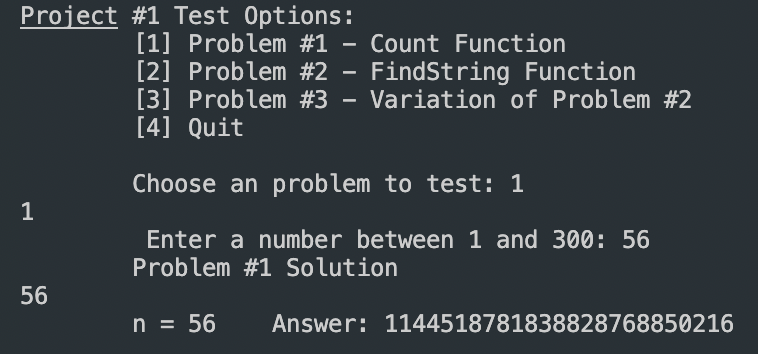 Project #1 Test Options:
[1] Problem #1 – Count Function
[2] Problem #2 – FindString Function
[3] Problem #3 – Variation of Problem #2
[4] Quit
Choose an problem to test: 1
1
Enter a number between 1 and 300: 56
Problem #1 Solution
56
n = 56 Answer: 1144518781838828768850216